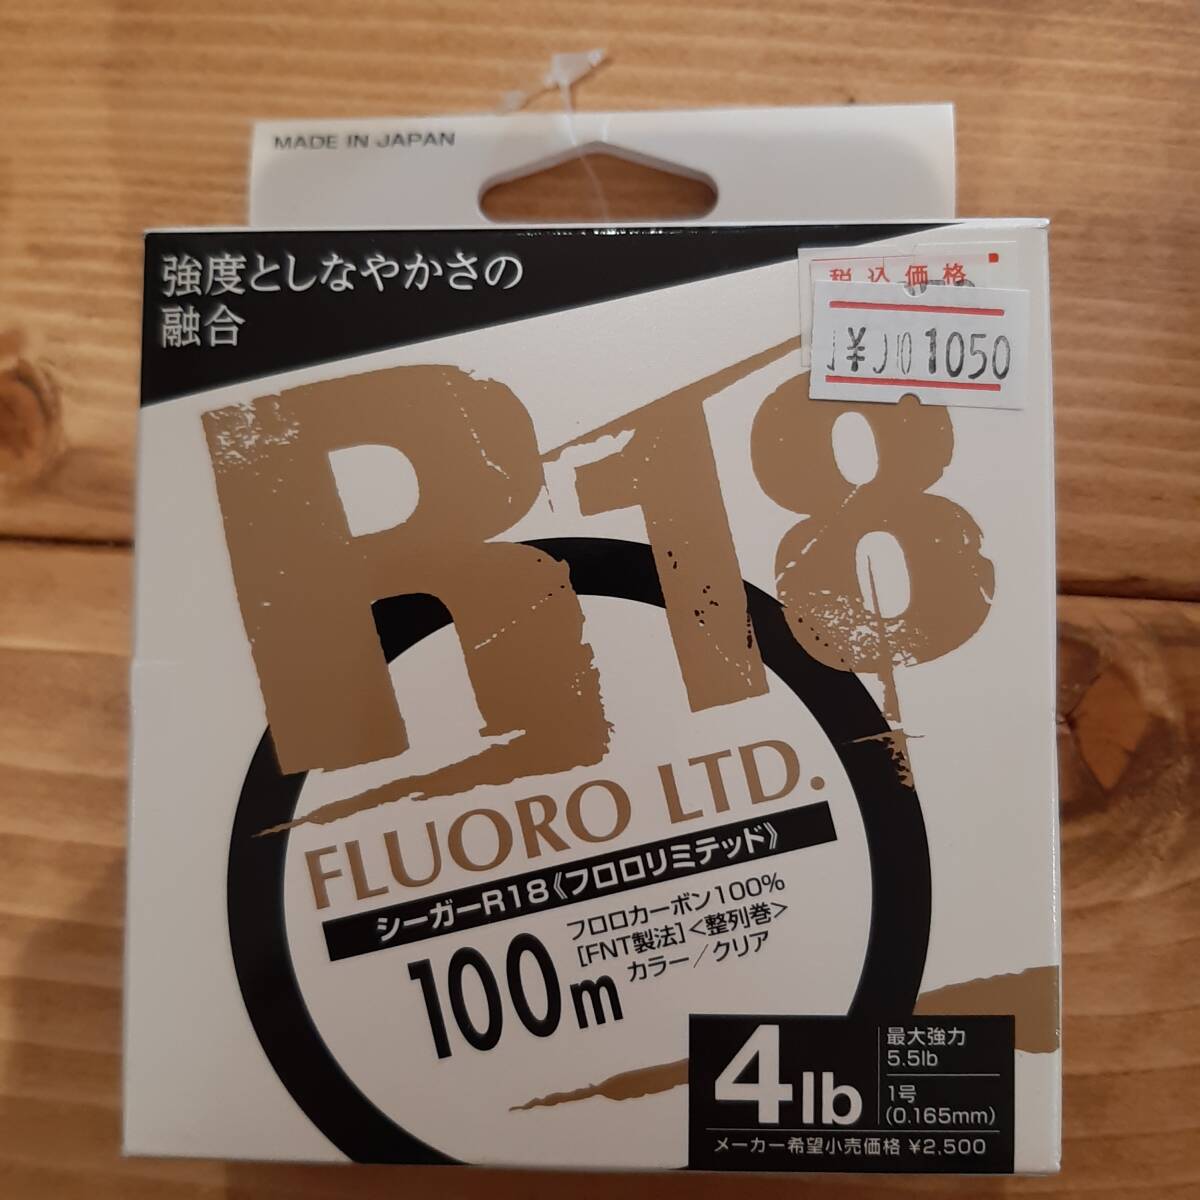 MADE IN JAPAN
強度としなやかさの
融合
税込価格
¥
1050
R18
FLUORO LTD.
シーガーR18《フロロリミテッド》
100m
フロロカーボン100%
[FNT製法]<整列巻>
カラー／クリア
4lb
最大強力
5.5lb
1号
(0.165mm)
メーカー希望小売価格 ¥2,500